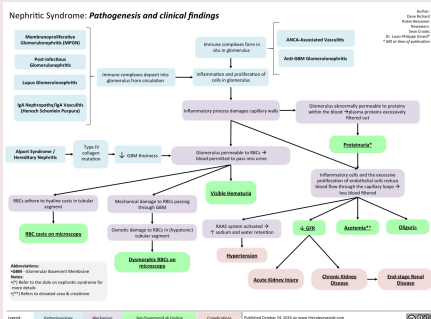 Nephritic Syndrome: Pathogenesis and clinical findings
Author:
Dane Richard
Robin Bessemer
Reviewers:
Sean Crooks
Dr. Louis-Philippe Girard*
* MD at time of publication
Membranoproliferative
Glomerulonephritis (MPGN)
Post-infectious
Glomerulonephritis
Lupus Glomerulonephritis
IgA Nephropathy/IgA Vasculitis
(Henoch Schonlein Purpura)
Immune complexes deposit into
glomerulus from circulation
Immune complexes form in
situ in glomerulus
Inflammation and proliferation of
cells in glomerulus
ANCA-Associated Vasculitis
Anti-GBM Glomerulonephritis
Inflammatory process damages capillary walls
Glomerulus abnormally permeable to proteins
within the blood → plasma proteins excessively
filtered out
Proteinuria*
Alport Syndrome /
Hereditary Nephritis
Type IV
collagen
mutation
↓ GBM thickness
Glomerulus permeable to RBCs →
blood permitted to pass into urine
Inflammatory cells and the excessive
proliferation of endothelial cells reduce
blood flow through the capillary loops →
less blood filtered
Visible Hematuria
RBCs adhere to hyaline casts in tubular
segment
RBC casts on microscopy
Mechanical damage to RBCs passing
through GBM
Osmotic damage to RBCs in (hypotonic)
tubular segment
Dysmorphic RBCs on
microscopy
RAAS system activated →
↑ sodium and water retention
Hypertension
↓ GFR
Azotemia**
Oliguria
Acute Kidney Injury
Chronic Kidney
Disease
End-stage Renal
Disease
Abbreviations:
•GBM - Glomerular Basement Membrane
Notes:
•(*) Refer to the slide on nephrotic syndrome for
more details
•(**) Refers to elevated urea & creatinine
Legend:
Pathophysiology
Mechanism
Sign/Symptom/Lab Finding
Complications
Published October 24, 2016 on www.thecalgaryguide.com